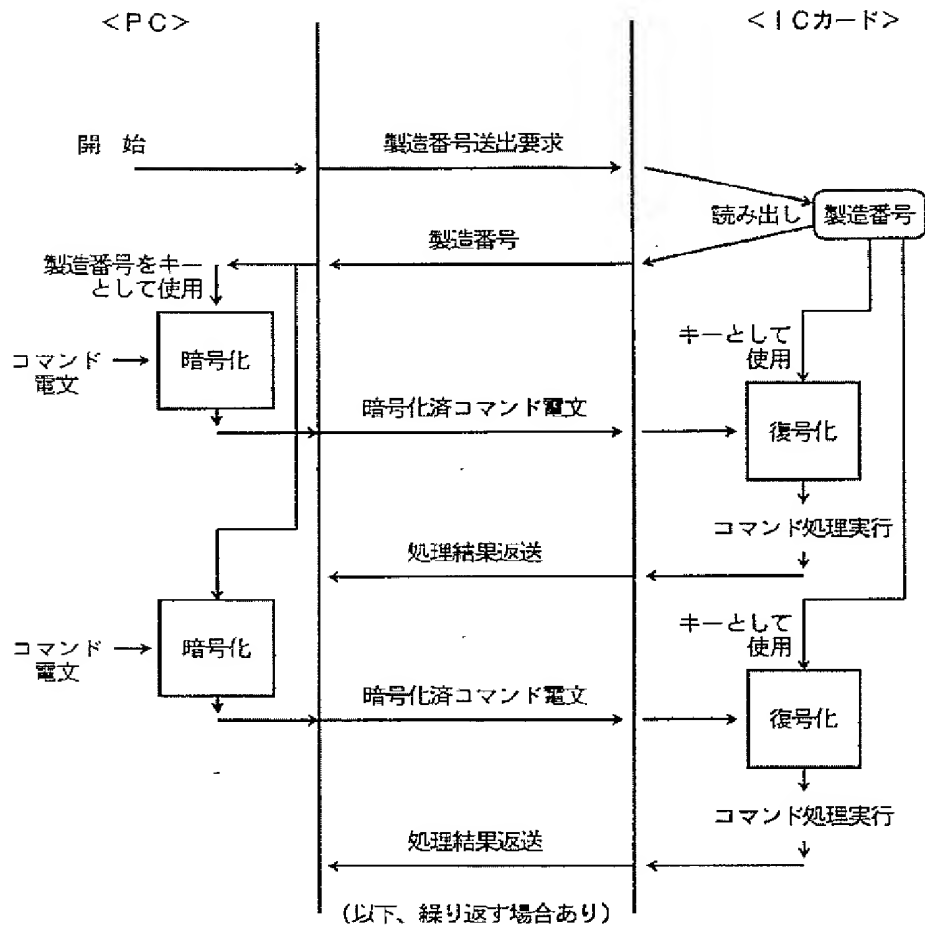 <PC>
<ICカード>
開 始
製造番号送出要求
読み出し
製造番号
製造番号
製造番号をキー
として使用
キーとして
使用
コマンド
電文
暗号化
暗号化済コマンド電文
復号化
コマンド処理実行
処理結果返送
キーとして
使用
コマンド
電文
暗号化
暗号化済コマンド電文
復号化
コマンド処理実行
処理結果返送
(以下、繰り返す場合あり)